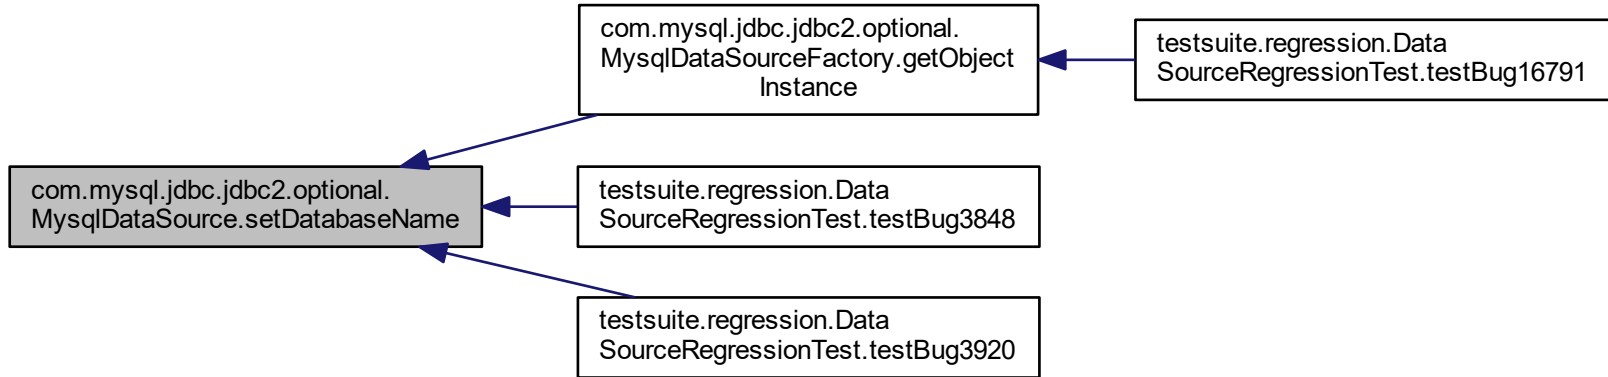 com.mysql.jdbc.jdbc2.optional.
MysqlDataSourceFactory.getObject
Instance
testsuite.regression.Data
SourceRegressionTest.testBug16791
com.mysql.jdbc.jdbc2.optional.
MysqlDataSource.setDatabaseName
testsuite.regression.Data
SourceRegressionTest.testBug3848
testsuite.regression.Data
SourceRegressionTest.testBug3920